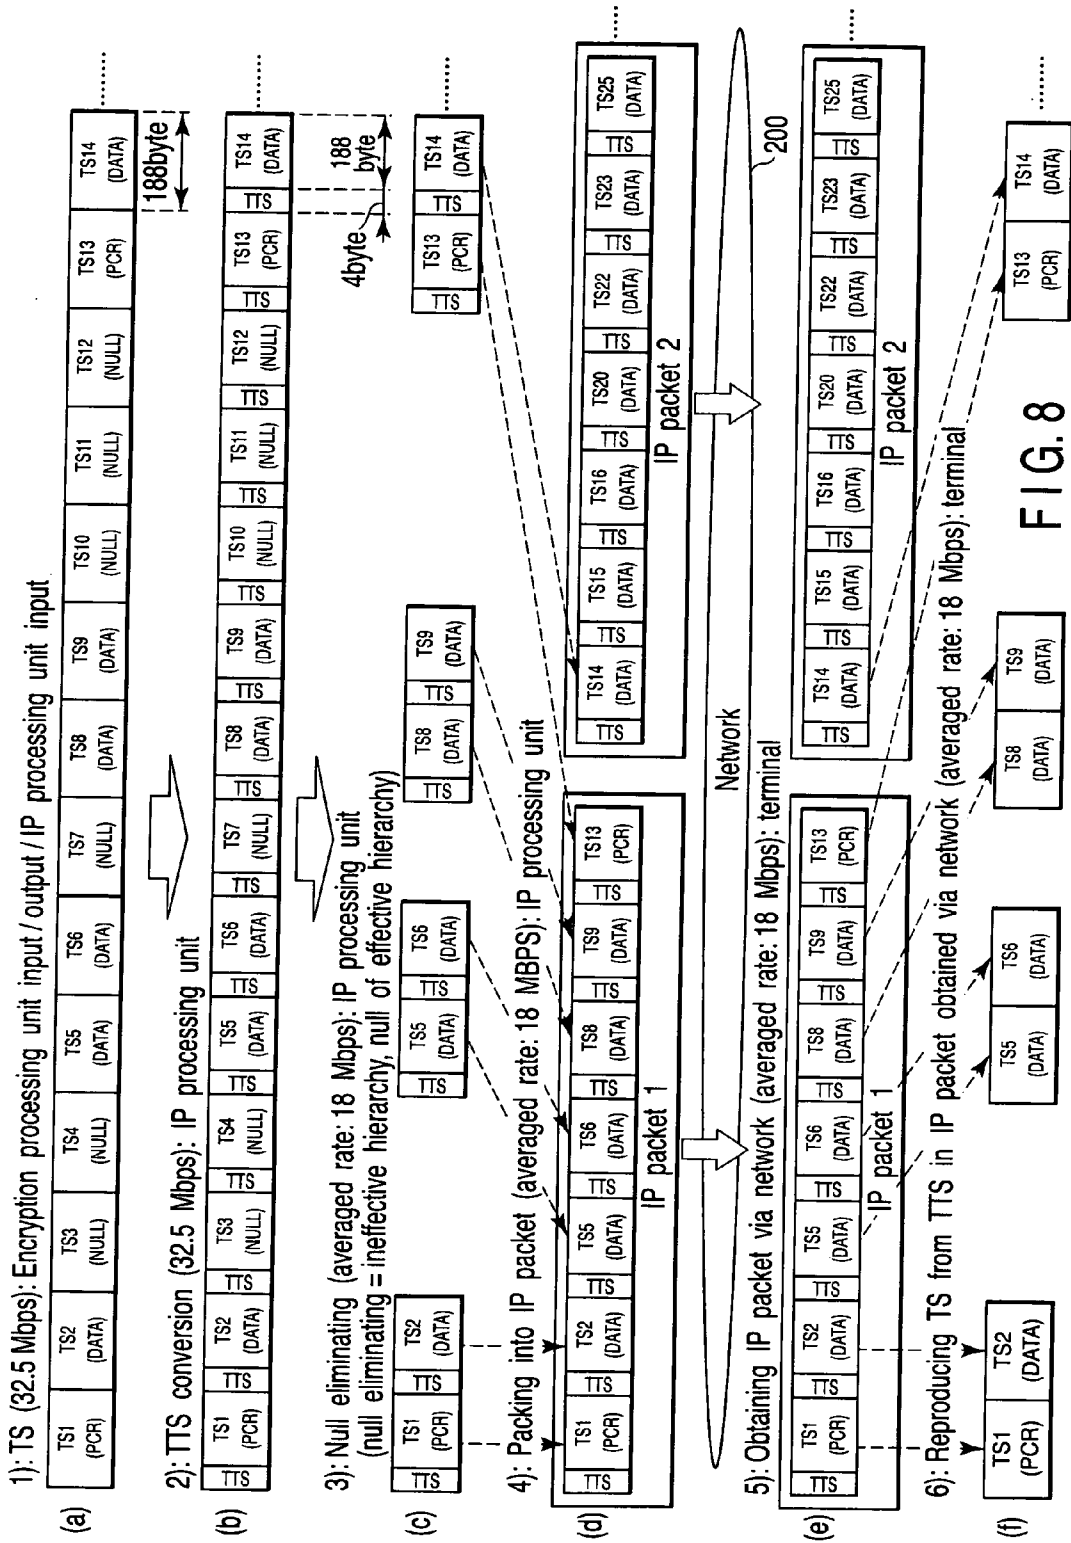 1): TS (32.5 Mbps): Encryption processing unit input / output / IP processing unit input
(a)
TS1 (PCR)
TS2 (DATA)
TS3 (NULL)
TS4 (NULL)
TS5 (DATA)
TS6 (DATA)
TS7 (NULL)
TS8 (DATA)
TS9 (DATA)
TS10 (NULL)
TS11 (NULL)
TS12 (NULL)
TS13 (PCR)
TS14 (DATA)
........
188byte
2): TTS conversion (32.5 Mbps): IP processing unit
(b)
TTS
TS1 (PCR)
TTS
TS2 (DATA)
TTS
TS3 (NULL)
TTS
TS4 (NULL)
TTS
TS5 (DATA)
TTS
TS6 (DATA)
TTS
TS7 (NULL)
TTS
TS8 (DATA)
TTS
TS9 (DATA)
TTS
TS10 (NULL)
TTS
TS11 (NULL)
TTS
TS12 (NULL)
TTS
TS13 (PCR)
TTS
TS14 (DATA)
........
4byte
188 byte
3): Null eliminating (averaged rate: 18 Mbps): IP processing unit
(null eliminating = ineffective hierarchy, null of effective hierarchy)
(c)
TTS
TS1 (PCR)
TTS
TS2 (DATA)
TTS
TS5 (DATA)
TTS
TS6 (DATA)
TTS
TS8 (DATA)
TTS
TS9 (DATA)
TTS
TS13 (PCR)
TTS
TS14 (DATA)
........
4): Packing into IP packet (averaged rate: 18 MBPS): IP processing unit
(d)
TTS
TS1 (PCR)
TTS
TS2 (DATA)
TTS
TS5 (DATA)
TTS
TS6 (DATA)
TTS
TS8 (DATA)
TTS
TS9 (DATA)
TTS
TS13 (PCR)
IP packet 1
TTS
TS14 (DATA)
TTS
TS15 (DATA)
TTS
TS16 (DATA)
TTS
TS20 (DATA)
TTS
TS22 (DATA)
TTS
TS23 (DATA)
TTS
TS25 (DATA)
IP packet 2
........
Network
200
5): Obtaining IP packet via network (averaged rate: 18 Mbps): terminal
(e)
TTS
TS1 (PCR)
TTS
TS2 (DATA)
TTS
TS5 (DATA)
TTS
TS6 (DATA)
TTS
TS8 (DATA)
TTS
TS9 (DATA)
TTS
TS13 (PCR)
IP packet 1
TTS
TS14 (DATA)
TTS
TS15 (DATA)
TTS
TS16 (DATA)
TTS
TS20 (DATA)
TTS
TS22 (DATA)
TTS
TS23 (DATA)
TTS
TS25 (DATA)
IP packet 2
........
6): Reproducing TS from TTS in IP packet obtained via network (averaged rate: 18 Mbps): terminal
(f)
TS1 (PCR)
TS2 (DATA)
TS5 (DATA)
TS6 (DATA)
TS8 (DATA)
TS9 (DATA)
TS13 (PCR)
TS14 (DATA)
........
FIG. 8